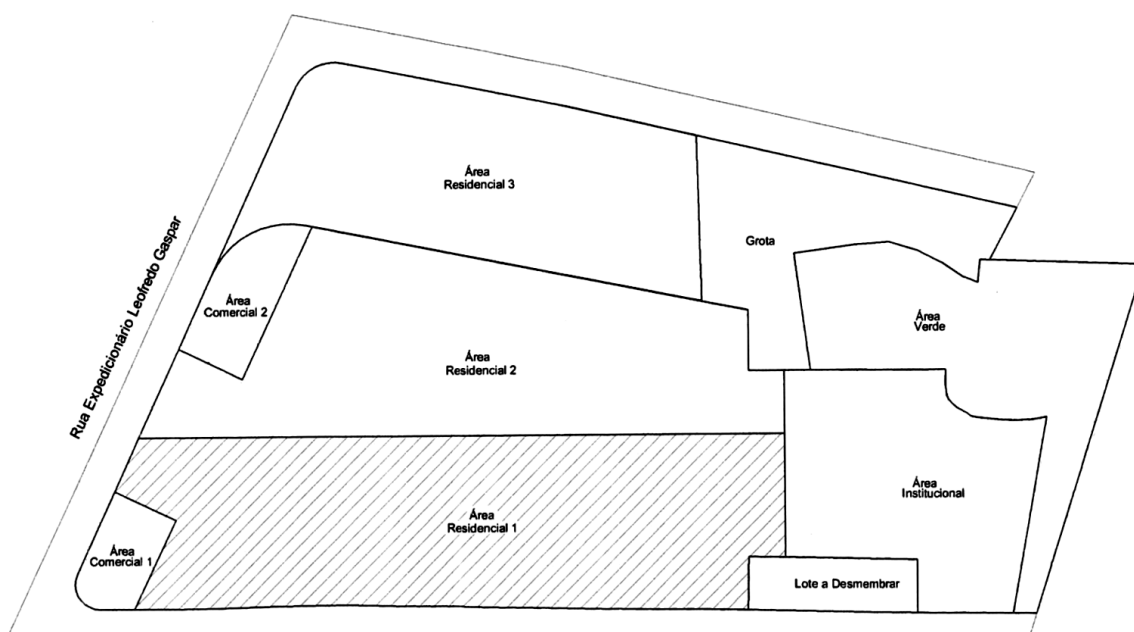 Área
Residencial 3
Grota
Rua Expedicionário Leofredo Gaspar
Área
Comercial 2
Área
Verde
Área
Residencial 2
Área
Institucional
Área
Residencial 1
Área
Comercial 1
Lote a Desmembrar